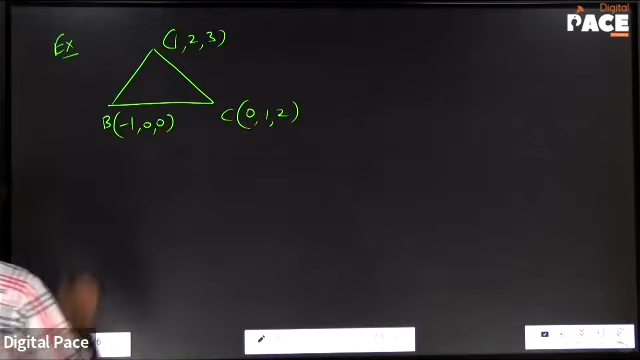 Digital
PACE
Ex
(1, 2, 3)
B(-1, 0, 0)
C(0, 1, 2)
Digital Pace